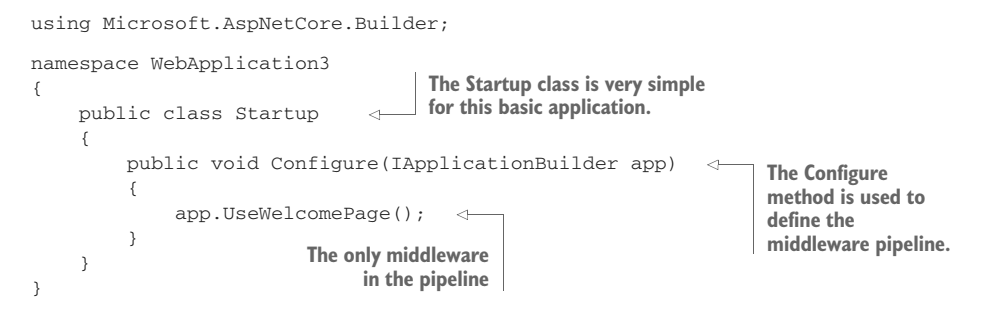 using Microsoft.AspNetCore.Builder;
namespace WebApplication3
{
The Startup class is very simple
for this basic application.
    public class Startup
    {
        public void Configure(IApplicationBuilder app)
The Configure
method is used to
define the
middleware pipeline.
        {
            app.UseWelcomePage();
The only middleware
in the pipeline
        }
    }
}